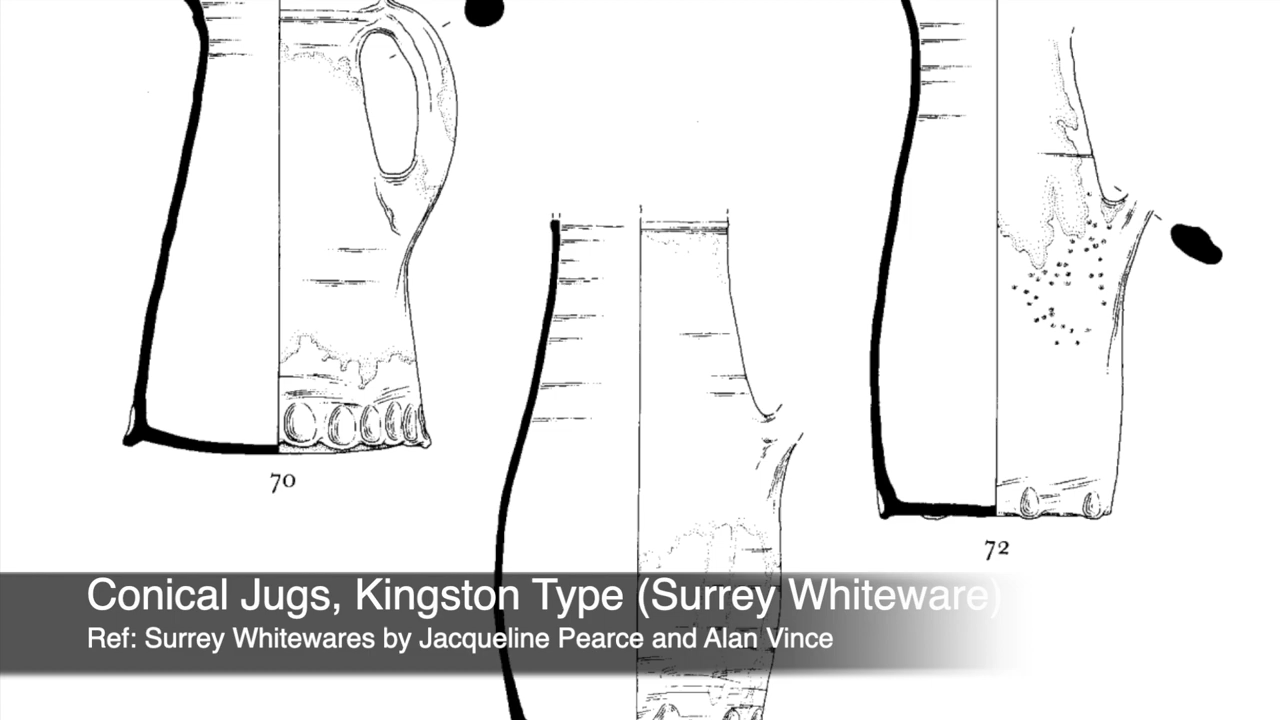 70
72
Conical Jugs, Kingston Type (Surrey Whiteware)
Ref: Surrey Whitewares by Jacqueline Pearce and Alan Vince